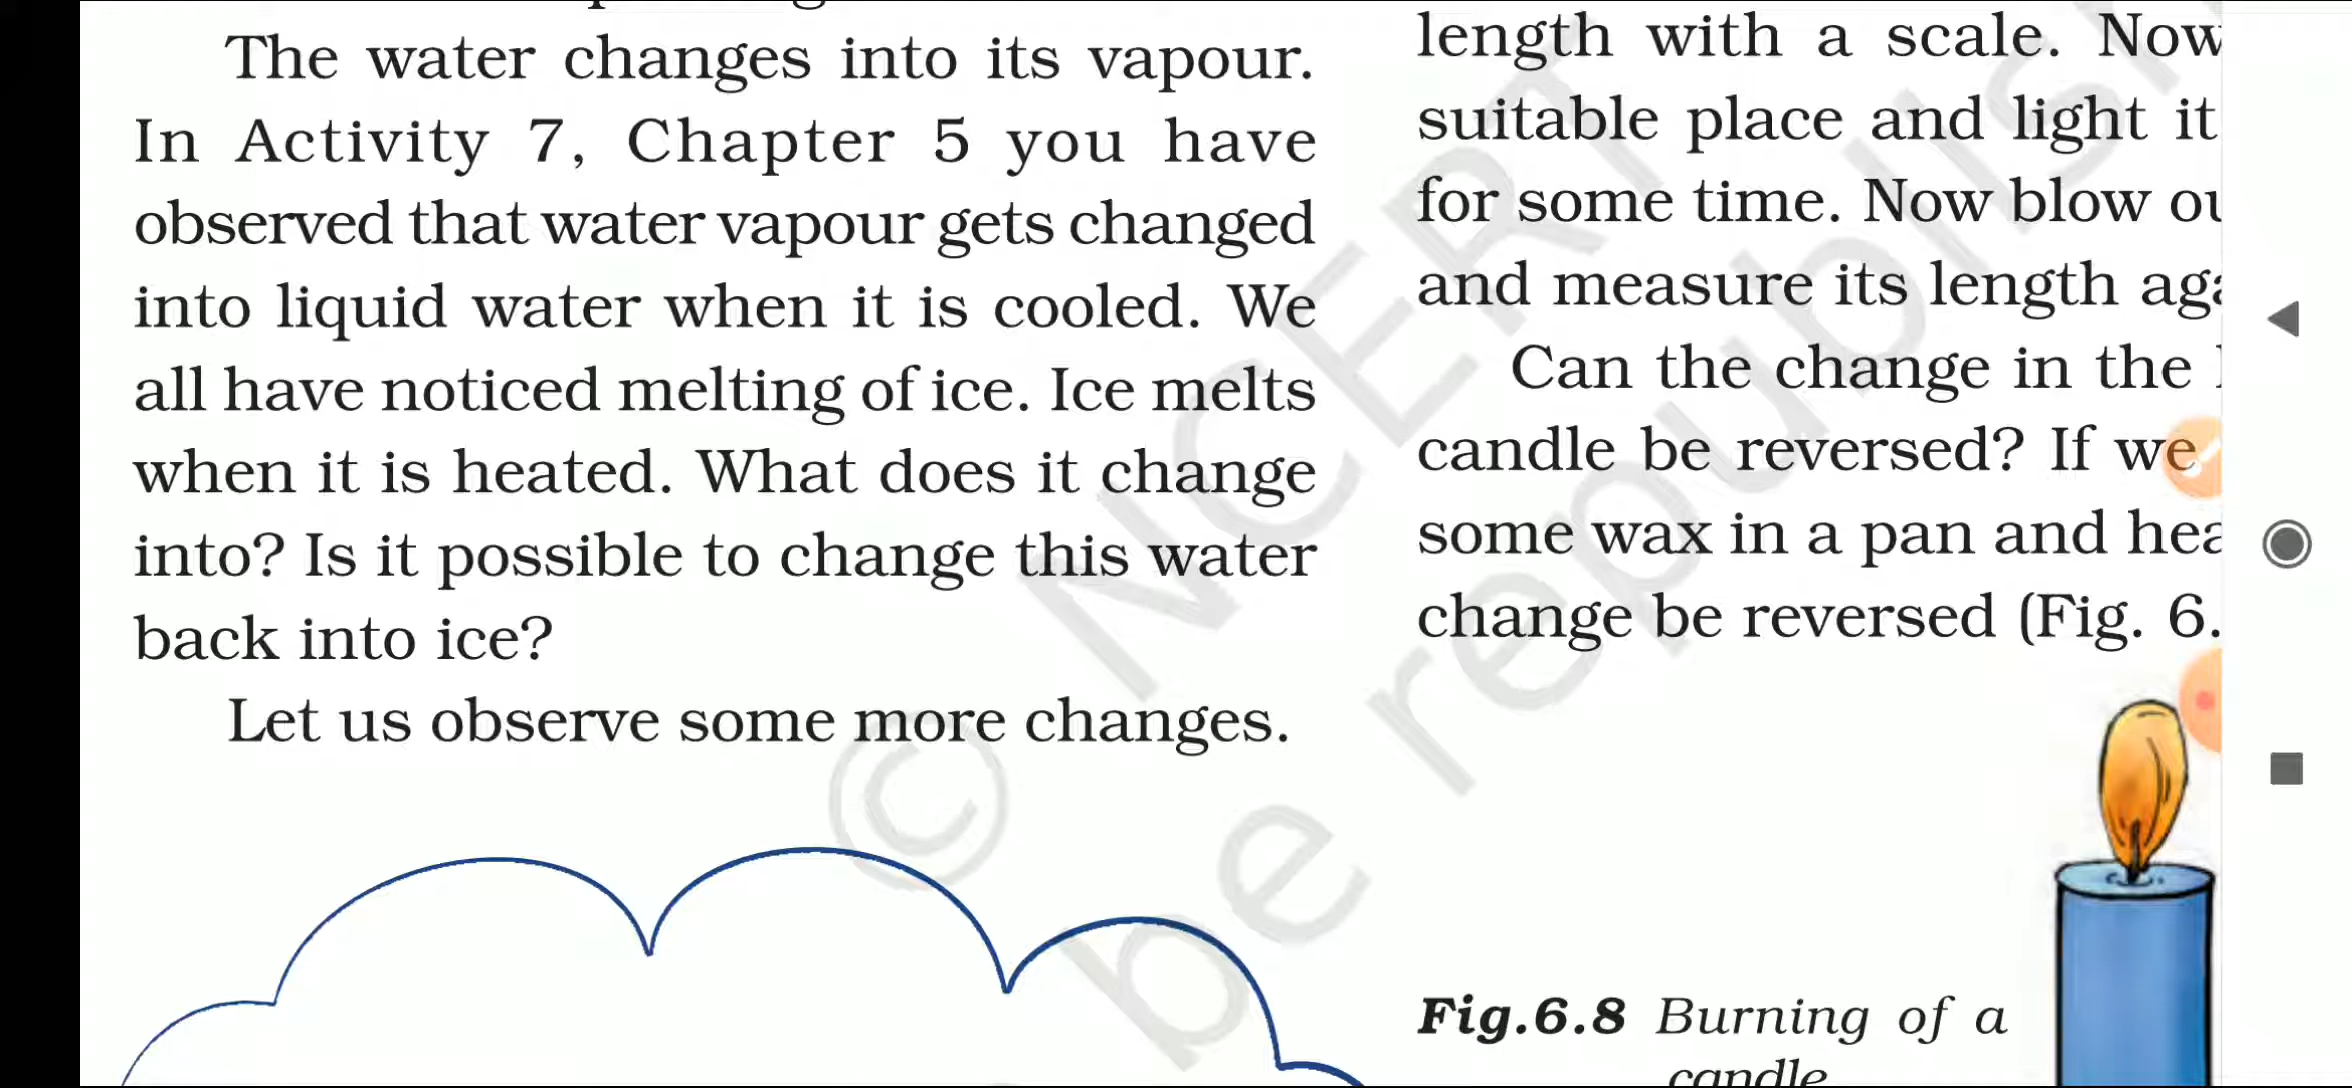 The water changes into its vapour.
In Activity 7, Chapter 5 you have
observed that water vapour gets changed
into liquid water when it is cooled. We
all have noticed melting of ice. Ice melts
when it is heated. What does it change
into? Is it possible to change this water
back into ice?
Let us observe some more changes.
length with a scale. Now
suitable place and light it
for some time. Now blow
and measure its length
Can the change in the
candle be reversed? If we
some wax in a pan and
change be reversed (Fig. 6.
Fig.6.8 Burning of a
candle
© NCERT
be republish